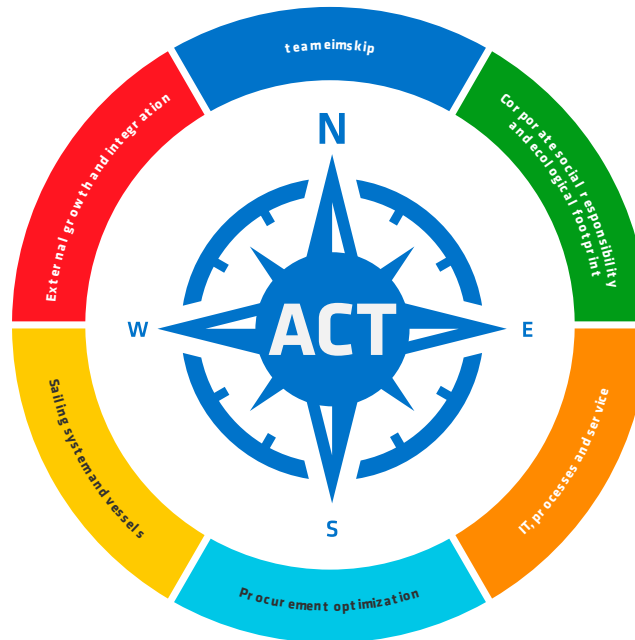 teameimskip
Corporate social responsibility
and ecological footprint
External growth and integration
N
W
ACT
E
S
Sailing system and vessels
IT, processes and service
Procurement optimization